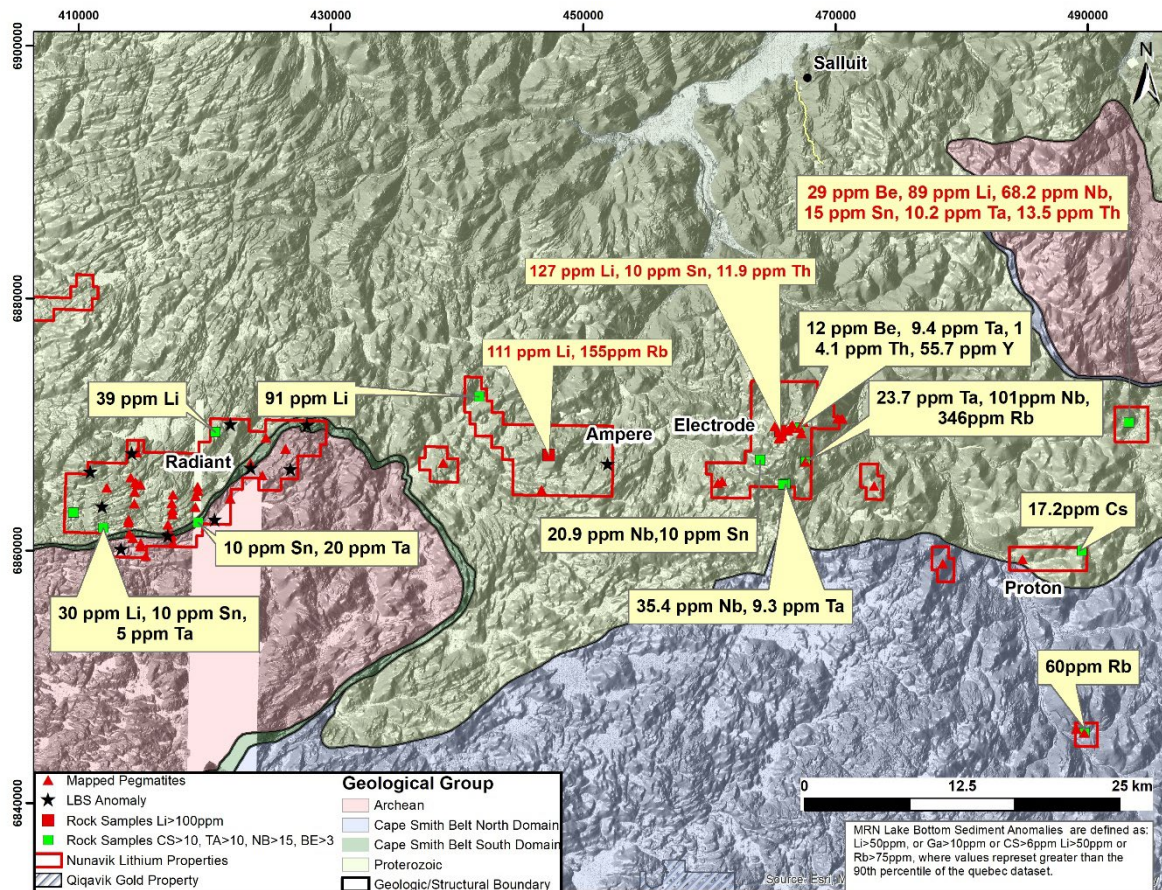 410000
430000
450000
470000
490000
6900000
6880000
6860000
6840000
N
Salluit
29 ppm Be, 89 ppm Li, 68.2 ppm Nb,
15 ppm Sn, 10.2 ppm Ta, 13.5 ppm Th
127 ppm Li, 10 ppm Sn, 11.9 ppm Th
12 ppm Be, 9.4 ppm Ta, 1
4.1 ppm Th, 55.7 ppm Y
111 ppm Li, 155ppm Rb
39 ppm Li
91 ppm Li
23.7 ppm Ta, 101ppm Nb,
346ppm Rb
Ampere
Electrode
Radiant
17.2ppm Cs
20.9 ppm Nb,10 ppm Sn
10 ppm Sn, 20 ppm Ta
Proton
30 ppm Li, 10 ppm Sn,
5 ppm Ta
35.4 ppm Nb, 9.3 ppm Ta
60ppm Rb
Mapped Pegmatites
LBS Anomaly
Rock Samples Li>100ppm
Rock Samples CS>10, TA>10, NB>15, BE>3
Nunavik Lithium Properties
Qiqavik Gold Property
Geological Group
Archean
Cape Smith Belt North Domain
Cape Smith Belt South Domain
Proterozoic
Geologic/Structural Boundary
0 12.5 25 km
MRN Lake Bottom Sediment Anomalies are defined as:
Li>50ppm, or Ga>10ppm or CS>6ppm Li>50ppm or
Rb>75ppm, where values represet greater than the
90th percentile of the quebec dataset.
Source: Esri,